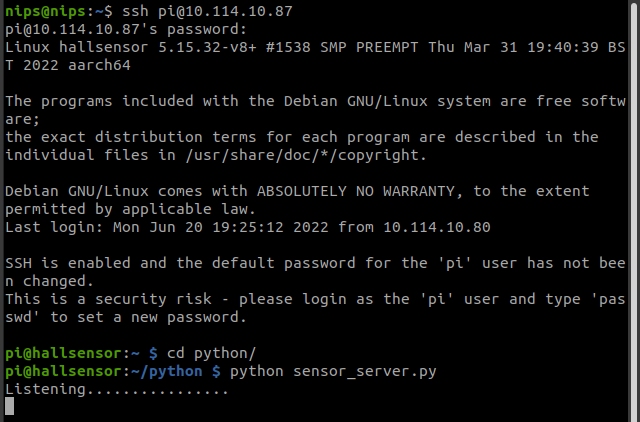 nips@nips:~$ ssh pi@10.114.10.87
pi@10.114.10.87's password:
Linux hallsensor 5.15.32-v8+ #1538 SMP PREEMPT Thu Mar 31 19:40:39 BS
T 2022 aarch64
The programs included with the Debian GNU/Linux system are free softw
are;
the exact distribution terms for each program are described in the
individual files in /usr/share/doc/*/copyright.
Debian GNU/Linux comes with ABSOLUTELY NO WARRANTY, to the extent
permitted by applicable law.
Last login: Mon Jun 20 19:25:12 2022 from 10.114.10.80
SSH is enabled and the default password for the 'pi' user has not bee
n changed.
This is a security risk - please login as the 'pi' user and type 'pas
swd' to set a new password.
pi@hallsensor:~ $ cd python/
pi@hallsensor:~/python $ python sensor_server.py
Listening................